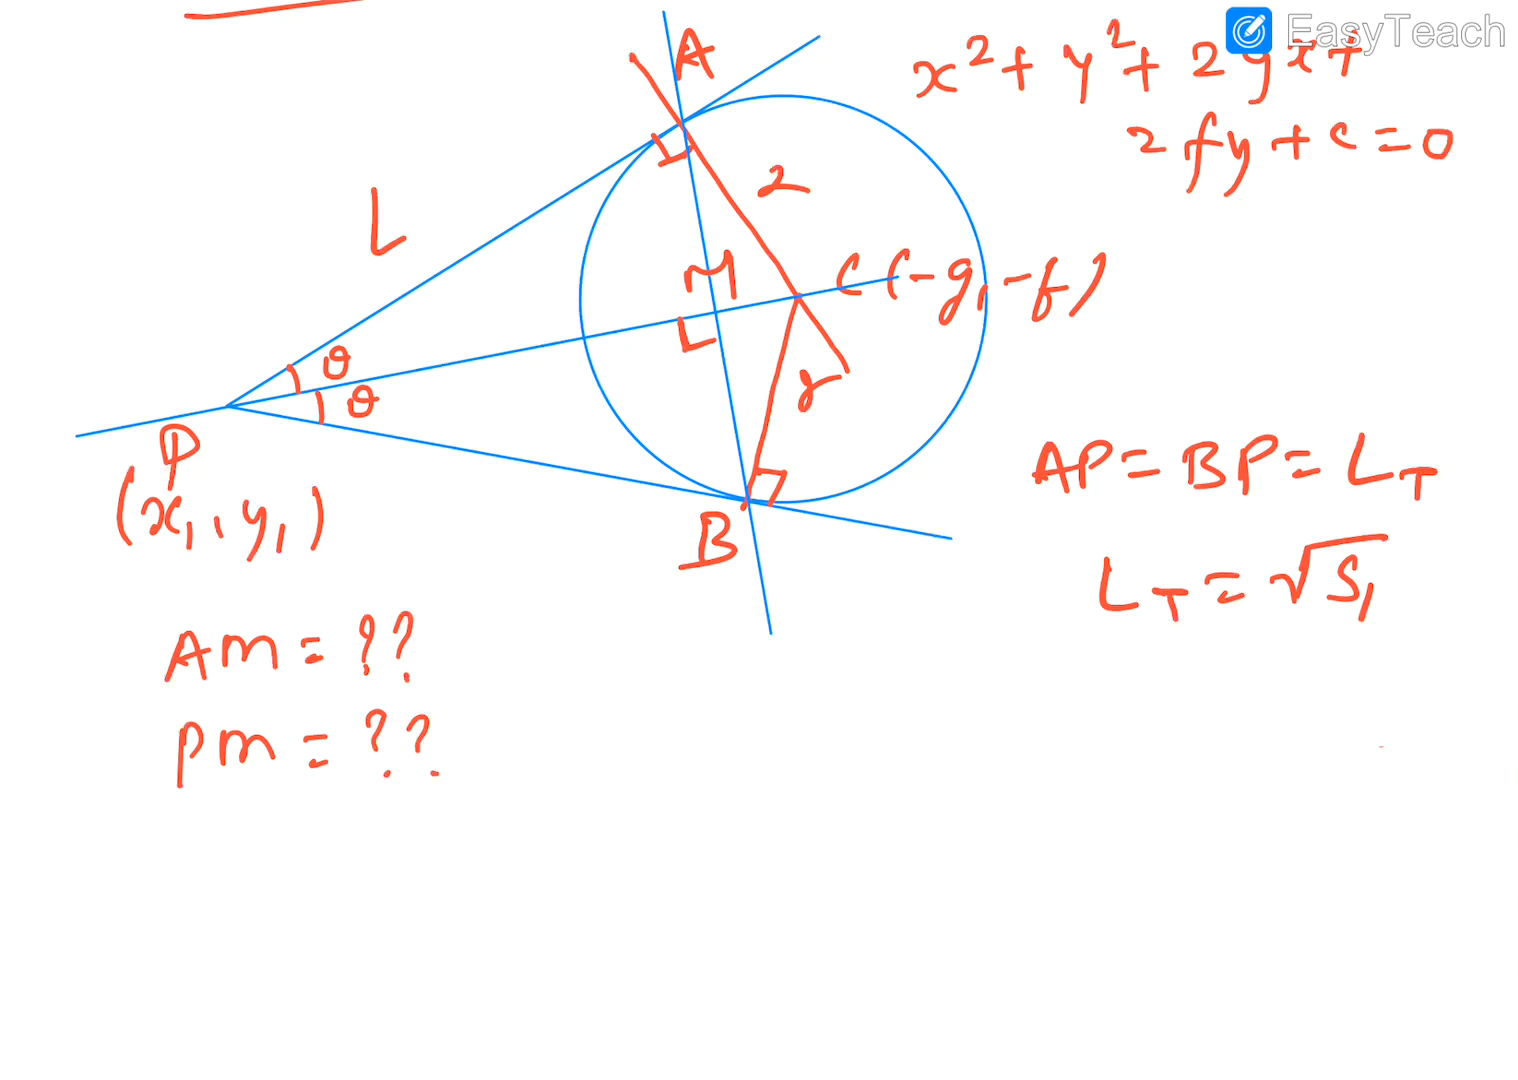 EasyTeach
x² + y² + 2gx +
2fy + c = 0
A
L
2
M
C (-g, -f)
θ
θ
r
P
(x₁, y₁)
B
AP = BP = L_T
L_T = √S₁
Am = ??
pm = ??